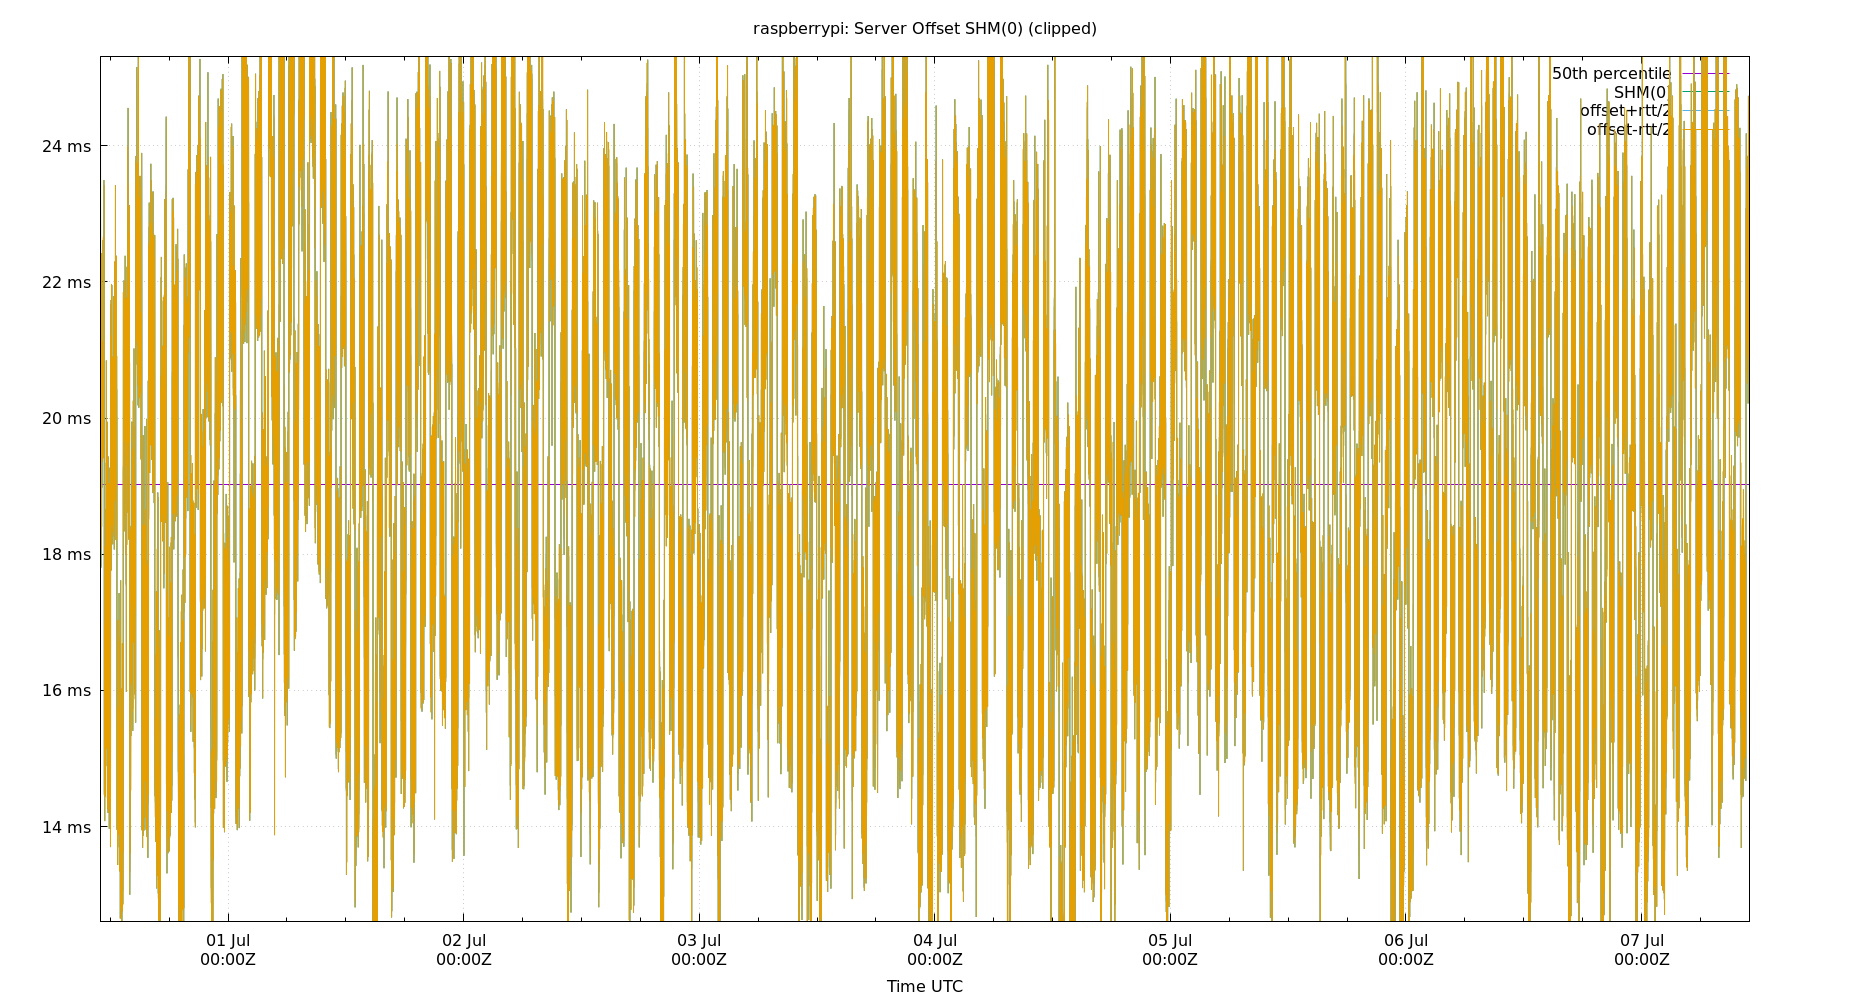 raspberrypi: Server Offset SHM(0) (clipped)
50th percentile
SHM(0)
offset+rtt/2
offset-rtt/2
24 ms
22 ms
20 ms
18 ms
16 ms
14 ms
01 Jul 02 Jul 03 Jul 04 Jul 05 Jul 06 Jul 07 Jul
00:00Z 00:00Z 00:00Z 00:00Z 00:00Z 00:00Z 00:00Z
Time UTC